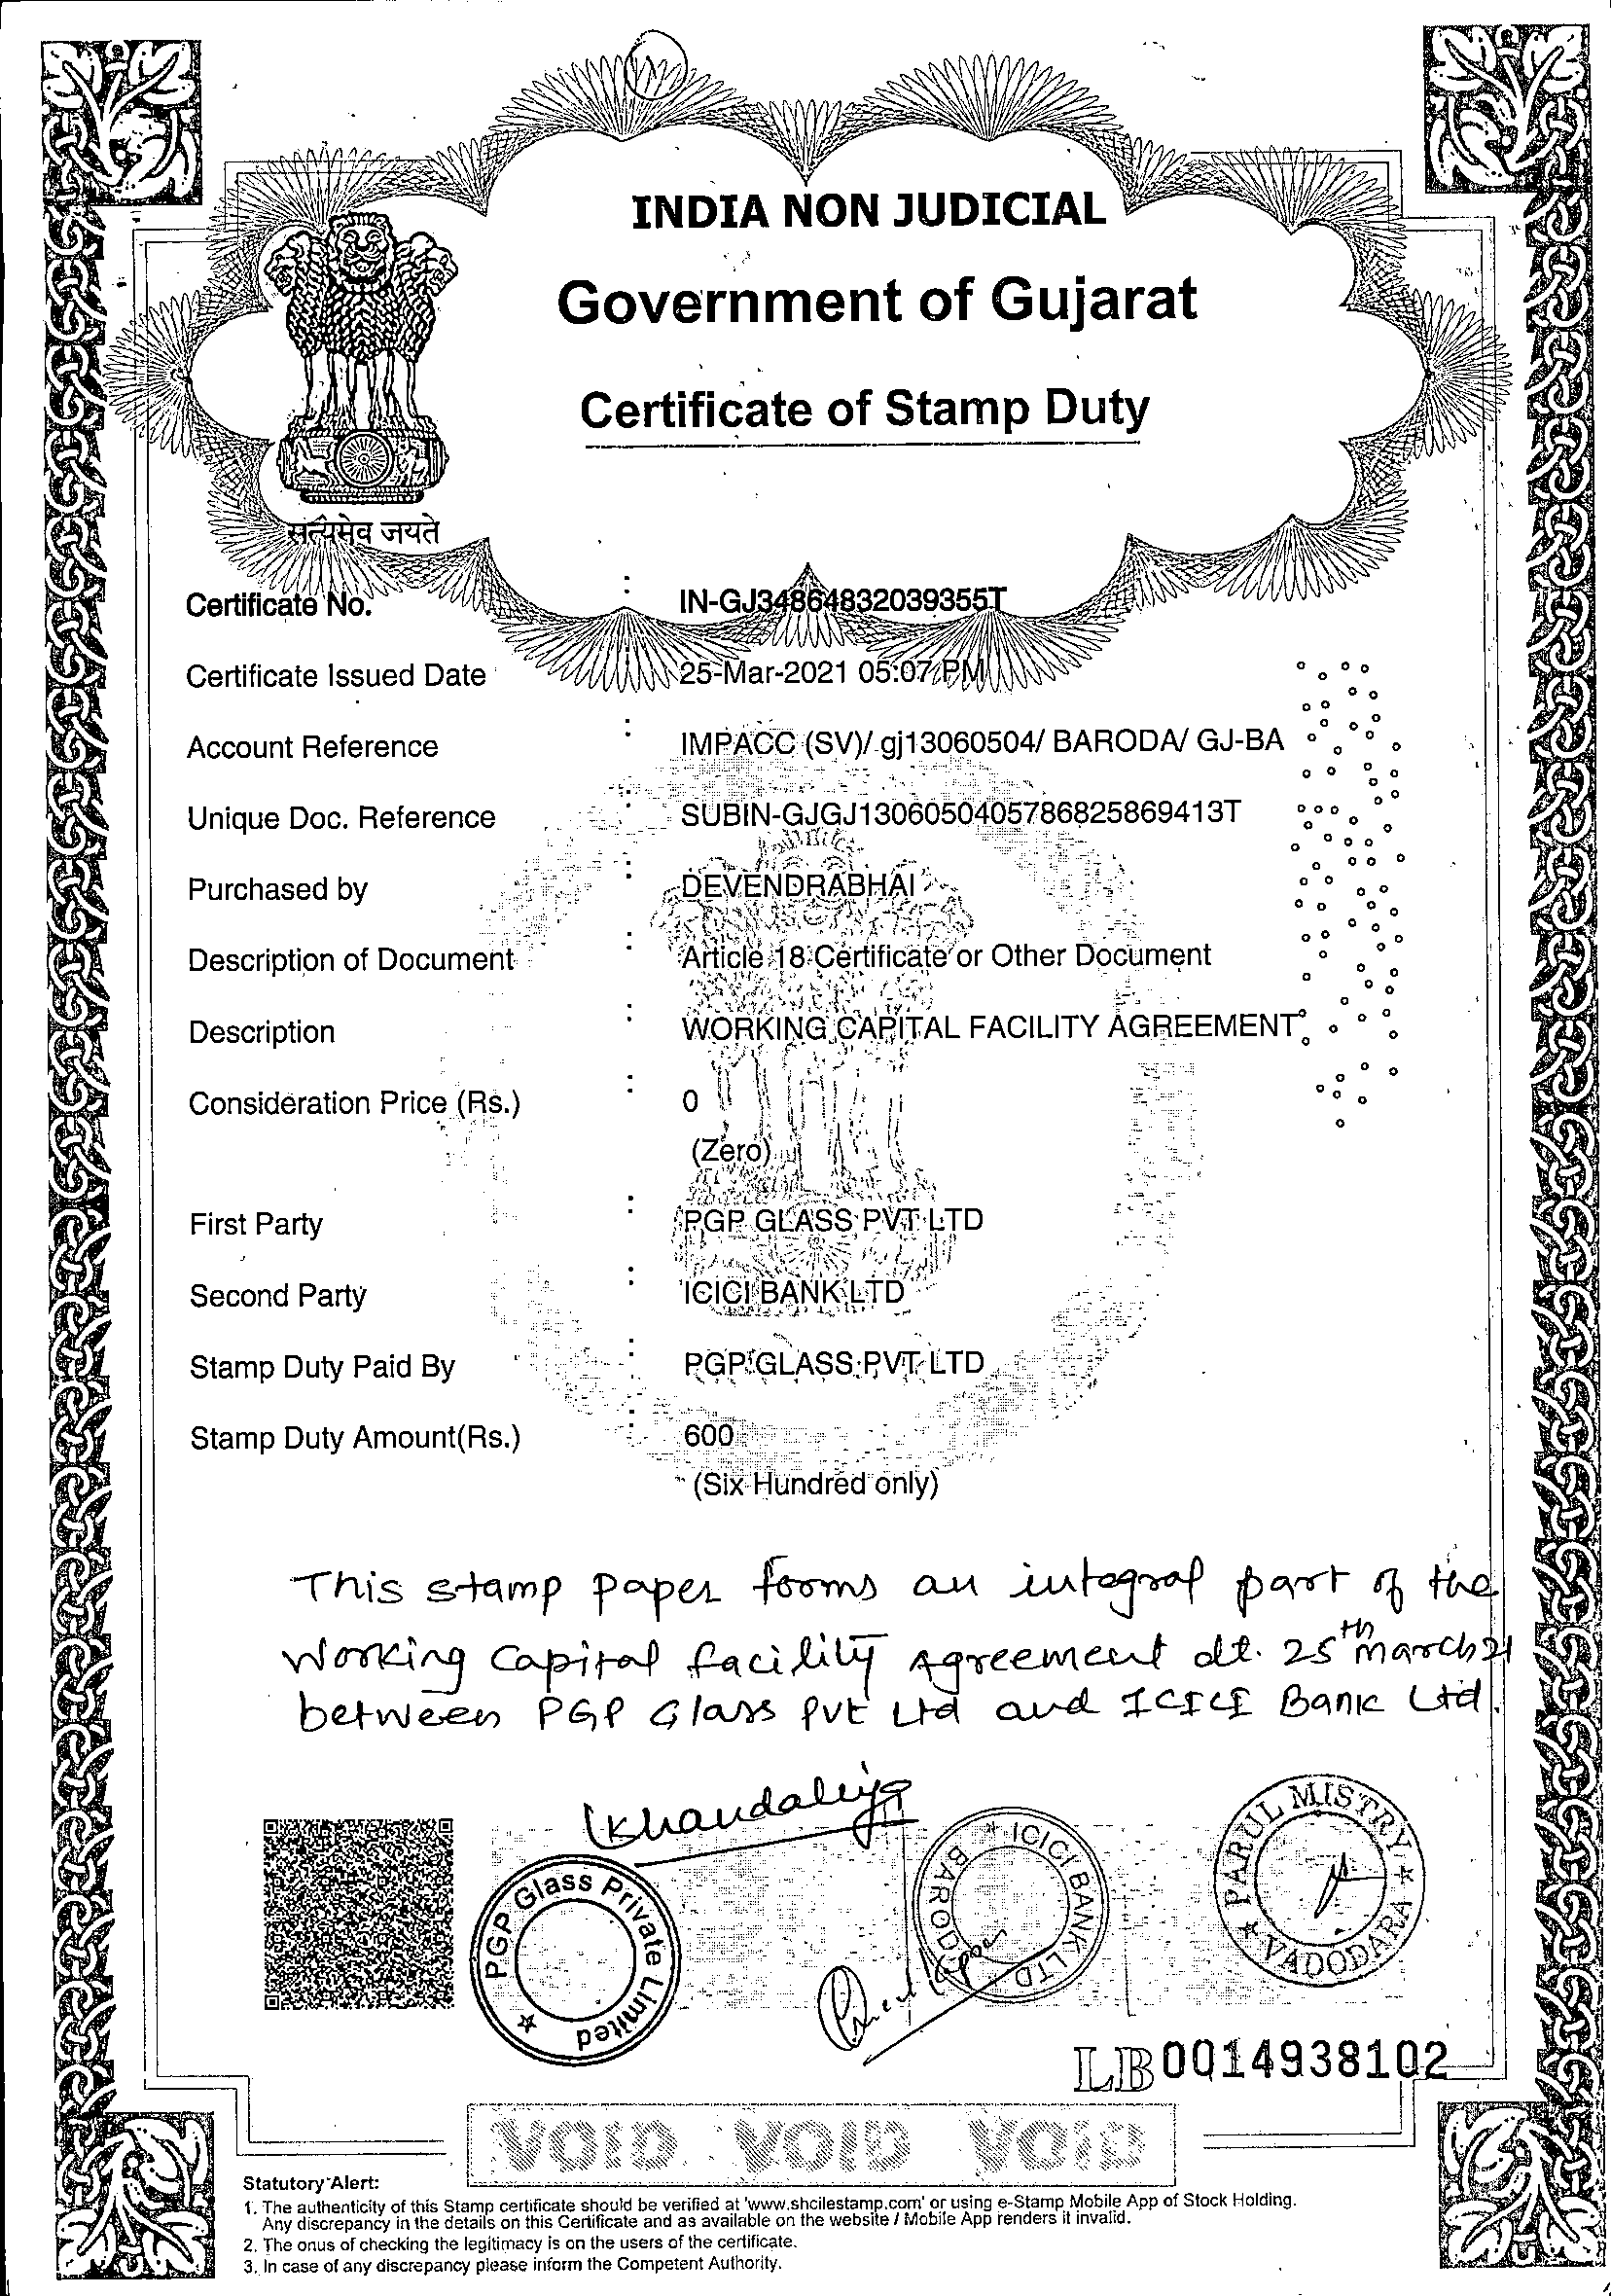 INDIA NON JUDICIAL
Government of Gujarat
Certificate of Stamp Duty
सत्यमेव जयते
Certificate No. : IN-GJ34864832039355T
Certificate Issued Date : 25-Mar-2021 05:07 PM
Account Reference : IMPACC (SV)/ gj13060504/ BARODA/ GJ-BA
Unique Doc. Reference : SUBIN-GJGJ1306050405786825869413T
Purchased by : DEVENDRABHAI
Description of Document : Article 18 Certificate or Other Document
Description : WORKING CAPITAL FACILITY AGREEMENT
Consideration Price (Rs.) : 0
(Zero)
First Party : PGP GLASS PVT LTD
Second Party : ICICI BANK LTD
Stamp Duty Paid By : PGP GLASS PVT LTD
Stamp Duty Amount(Rs.) : 600
(Six Hundred only)
This stamp paper forms an integral part of the
Working Capital facility Agreement dt. 25th march 21
between PGP Glass Pvt Ltd and ICICI Bank Ltd.
PGP Glass Private Limited
ICICI BANK LTD BARODA
PARUL MISTRY VADODARA
LB0014938102
VOID VOID VOID
Statutory Alert:
1. The authenticity of this Stamp certificate should be verified at 'www.shcilestamp.com' or using e-Stamp Mobile App of Stock Holding.
Any discrepancy in the details on this Certificate and as available on the website / Mobile App renders it invalid.
2. The onus of checking the legitimacy is on the users of the certificate.
3. In case of any discrepancy please inform the Competent Authority.